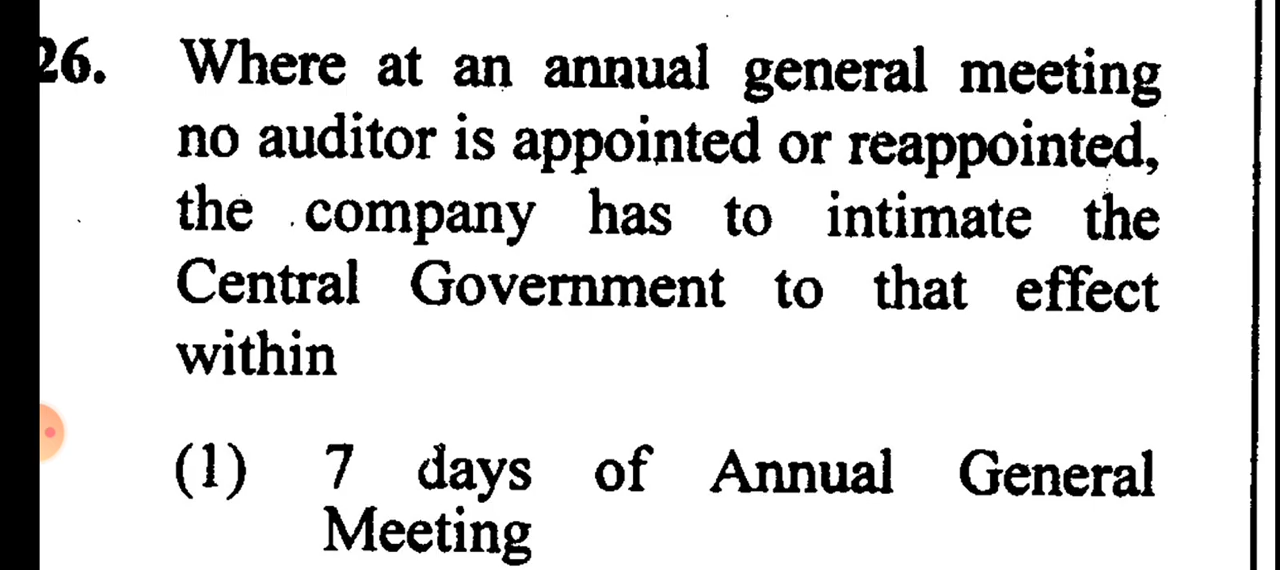 26. Where at an annual general meeting
no auditor is appointed or reappointed,
the company has to intimate the
Central Government to that effect
within
(1) 7 days of Annual General
Meeting